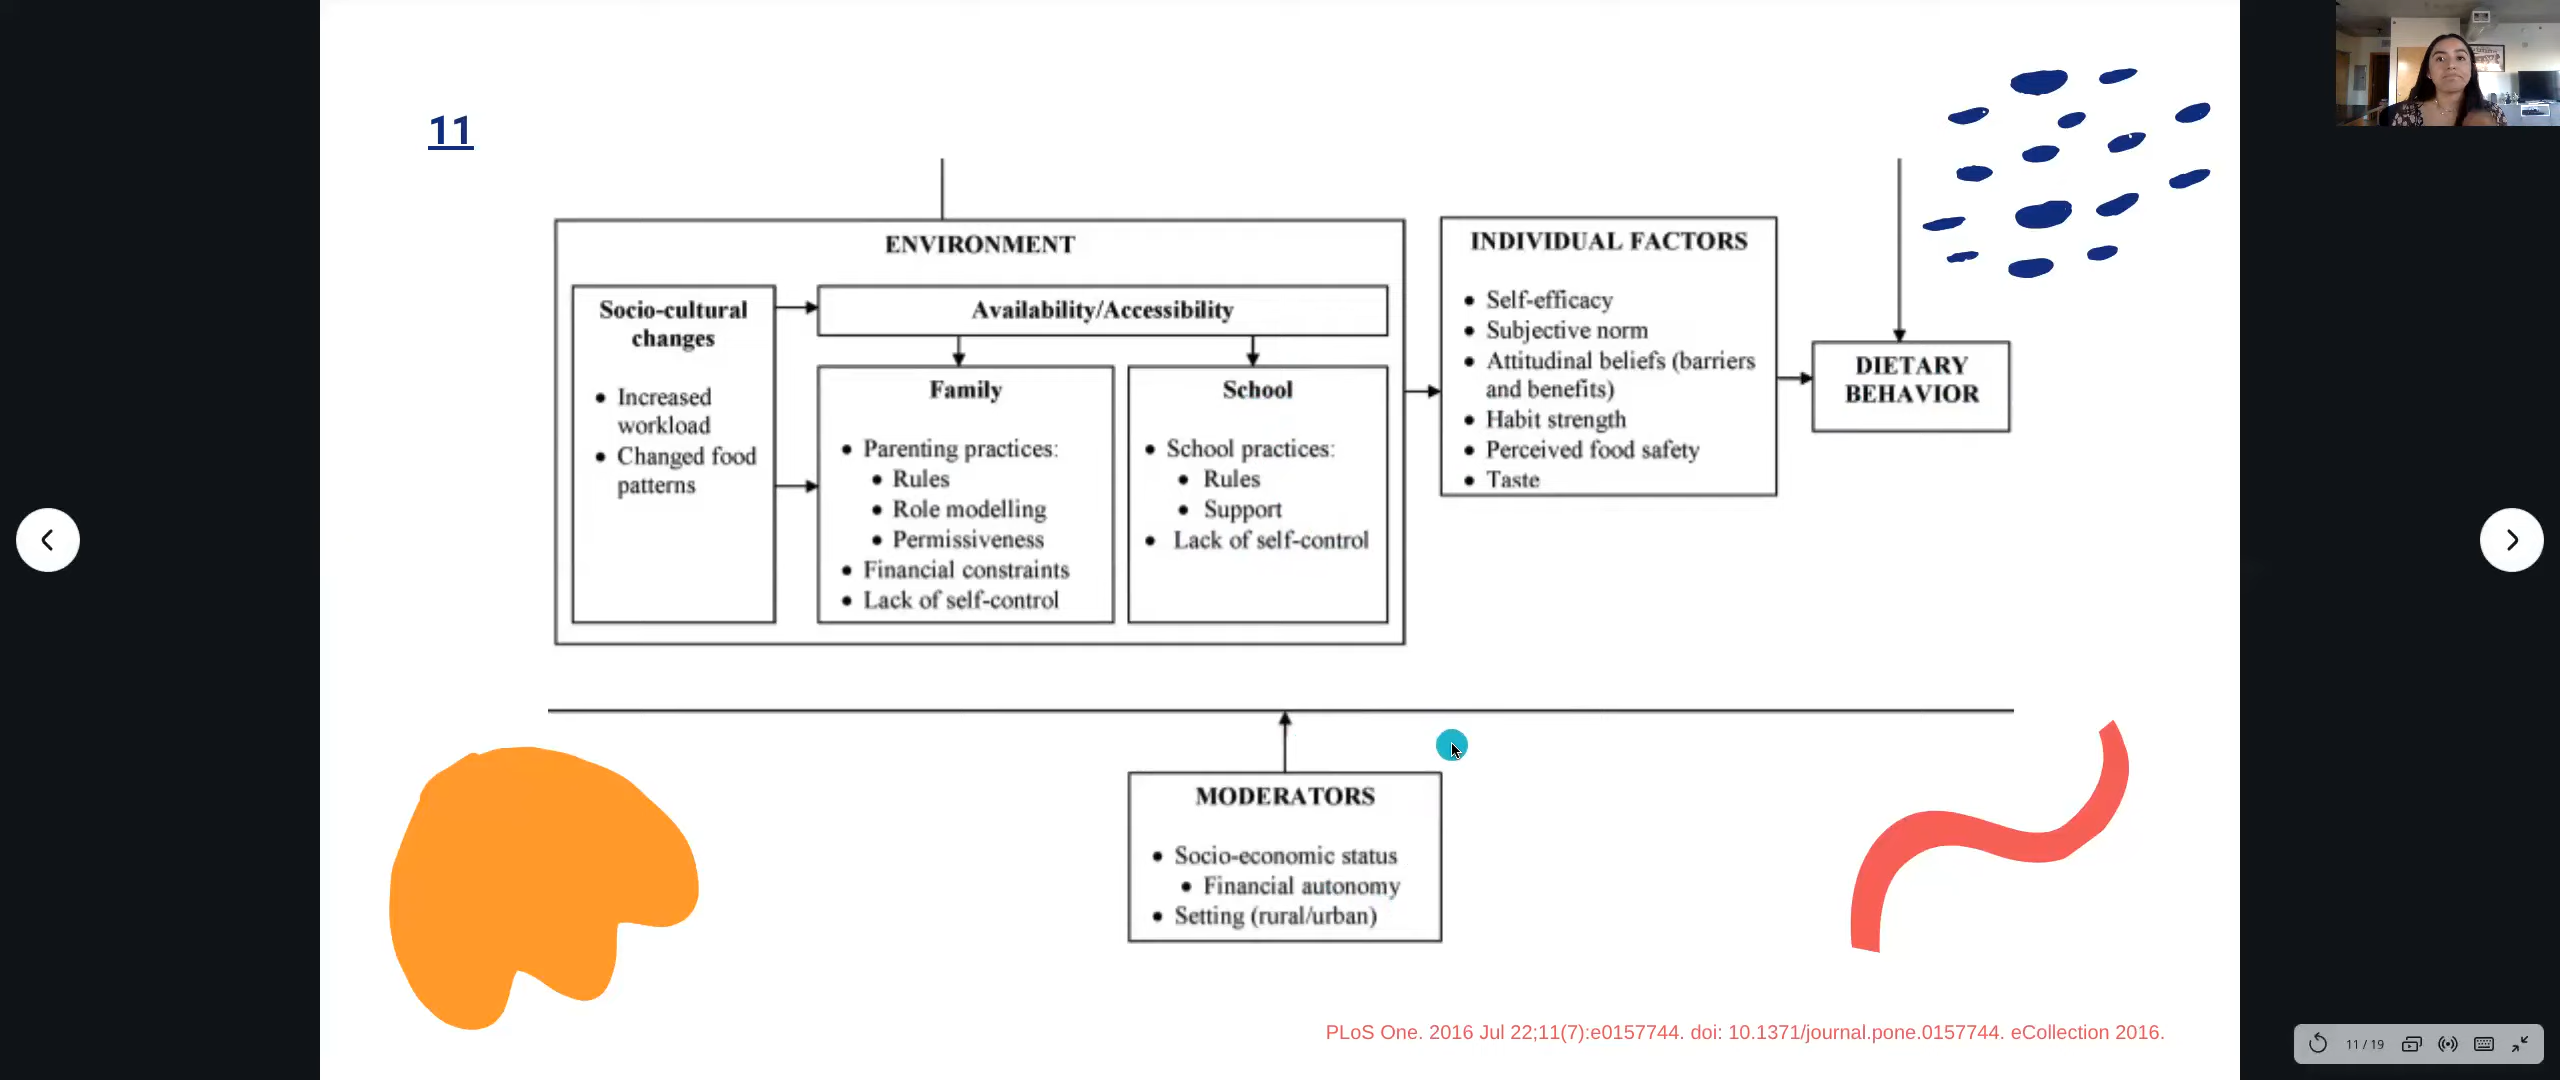 11
ENVIRONMENT
Socio-cultural
changes
• Increased
workload
• Changed food
patterns
Availability/Accessibility
Family
• Parenting practices:
• Rules
• Role modelling
• Permissiveness
• Financial constraints
• Lack of self-control
School
• School practices:
• Rules
• Support
• Lack of self-control
INDIVIDUAL FACTORS
• Self-efficacy
• Subjective norm
• Attitudinal beliefs (barriers
and benefits)
• Habit strength
• Perceived food safety
• Taste
DIETARY
BEHAVIOR
MODERATORS
• Socio-economic status
• Financial autonomy
• Setting (rural/urban)
PLoS One. 2016 Jul 22;11(7):e0157744. doi: 10.1371/journal.pone.0157744. eCollection 2016.
11 / 19